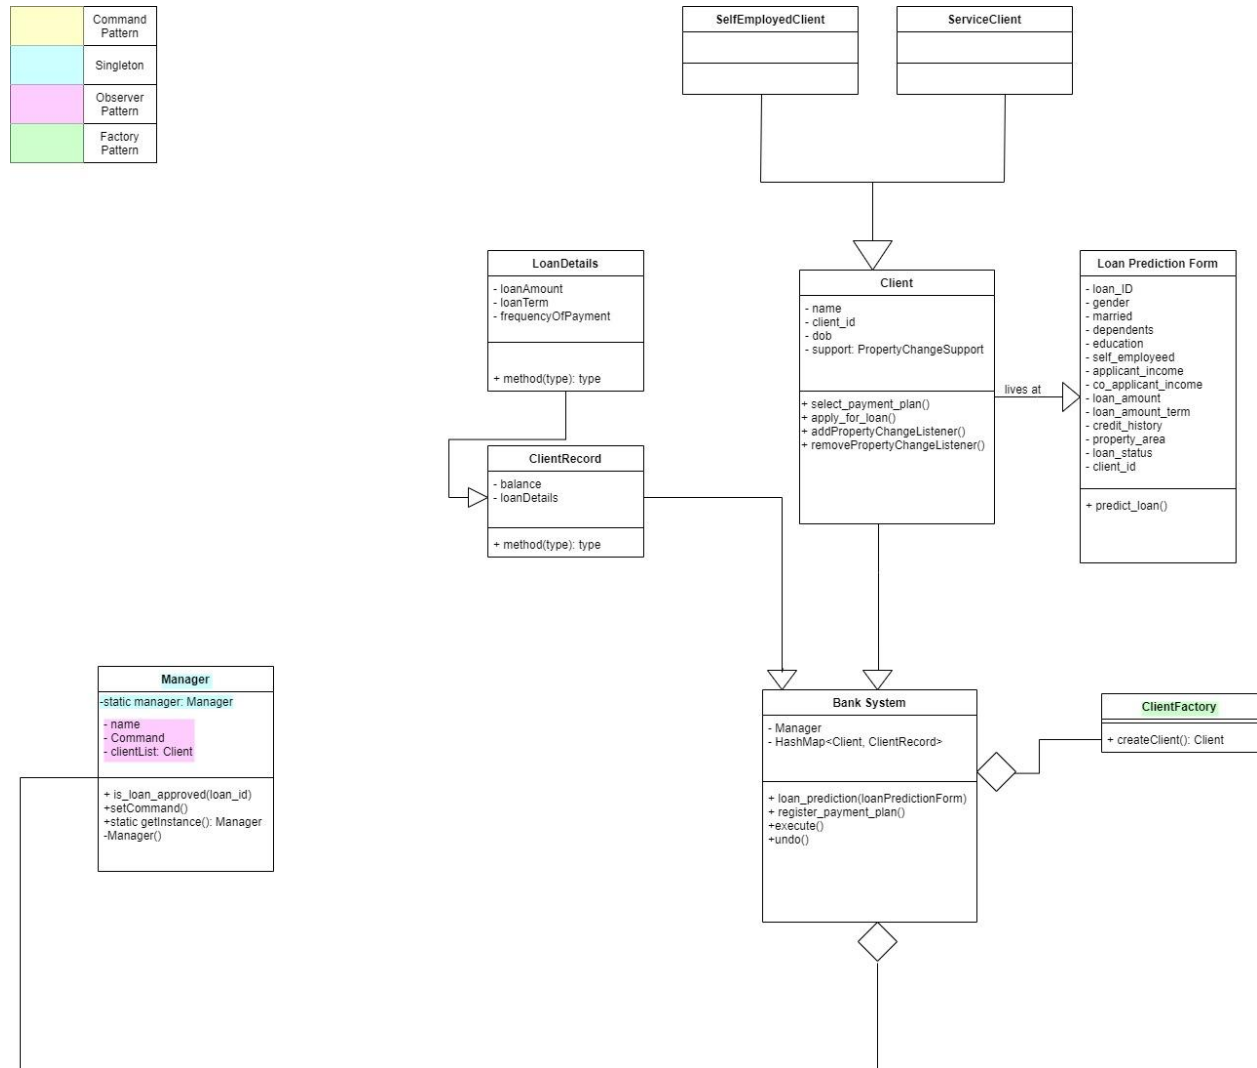 Command
Pattern
Singleton
Observer
Pattern
Factory
Pattern
SelfEmployedClient
ServiceClient
LoanDetails
- loanAmount
- loanTerm
- frequencyOfPayment
+ method(type): type
Client
- name
- client_id
- dob
- support: PropertyChangeSupport
+ select_payment_plan()
+ apply_for_loan()
+ addPropertyChangeListener()
+ removePropertyChangeListener()
lives at
Loan Prediction Form
- loan_ID
- gender
- married
- dependents
- education
- self_employeed
- applicant_income
- co_applicant_income
- loan_amount
- loan_amount_term
- credit_history
- property_area
- loan_status
- client_id
+ predict_loan()
ClientRecord
- balance
- loanDetails
+ method(type): type
Manager
-static manager: Manager
- name
- Command
- clientList: Client
+ is_loan_approved(loan_id)
+setCommand()
+static getInstance(): Manager
-Manager()
Bank System
- Manager
- HashMap<Client, ClientRecord>
+ loan_prediction(loanPredictionForm)
+ register_payment_plan()
+execute()
+undo()
ClientFactory
+ createClient(): Client